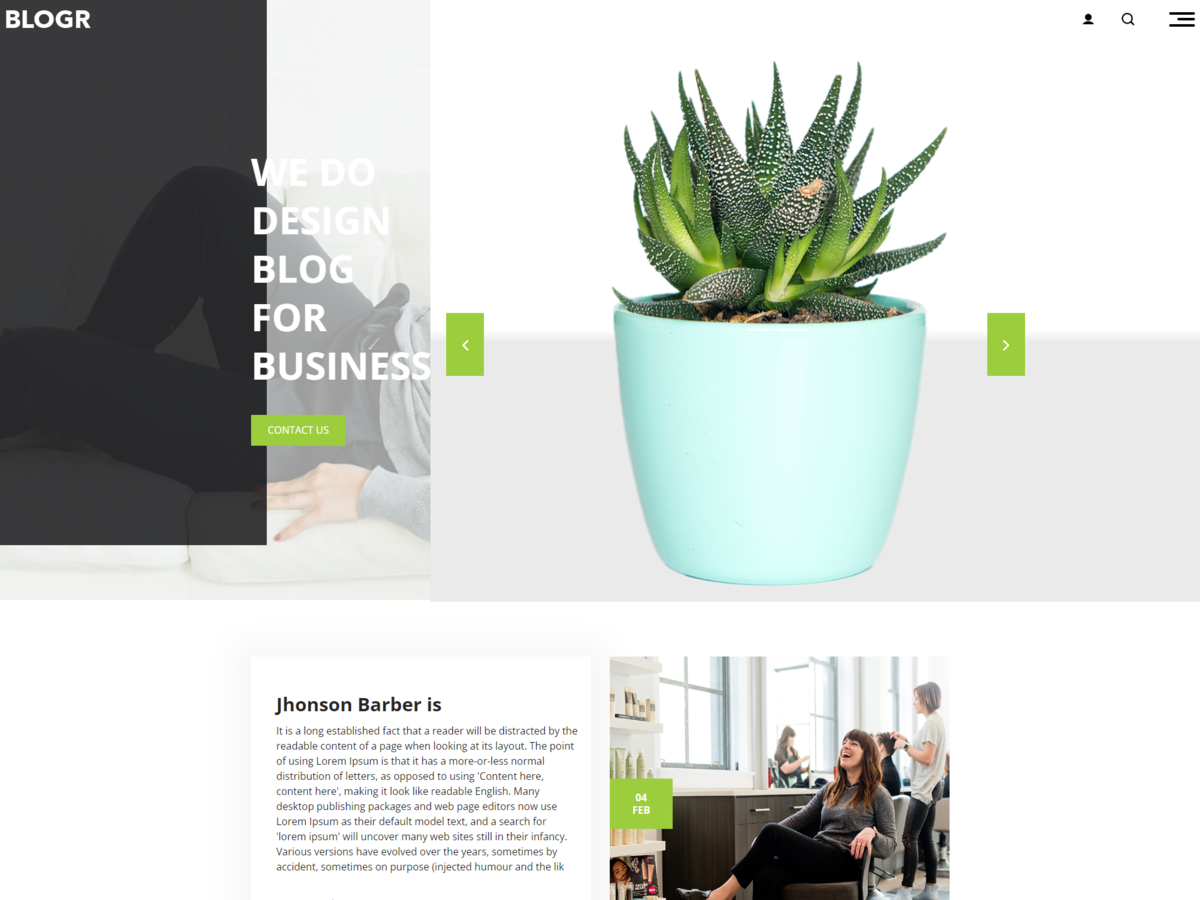 BLOGR
WE DO
DESIGN
BLOG
FOR
BUSINESS
CONTACT US
Jhonson Barber is
It is a long established fact that a reader will be distracted by the
readable content of a page when looking at its layout. The point
of using Lorem Ipsum is that it has a more-or-less normal
distribution of letters, as opposed to using 'Content here,
content here', making it look like readable English. Many
desktop publishing packages and web page editors now use
Lorem Ipsum as their default model text, and a search for
'lorem ipsum' will uncover many web sites still in their infancy.
Various versions have evolved over the years, sometimes by
accident, sometimes on purpose (injected humour and the lik
04
FEB